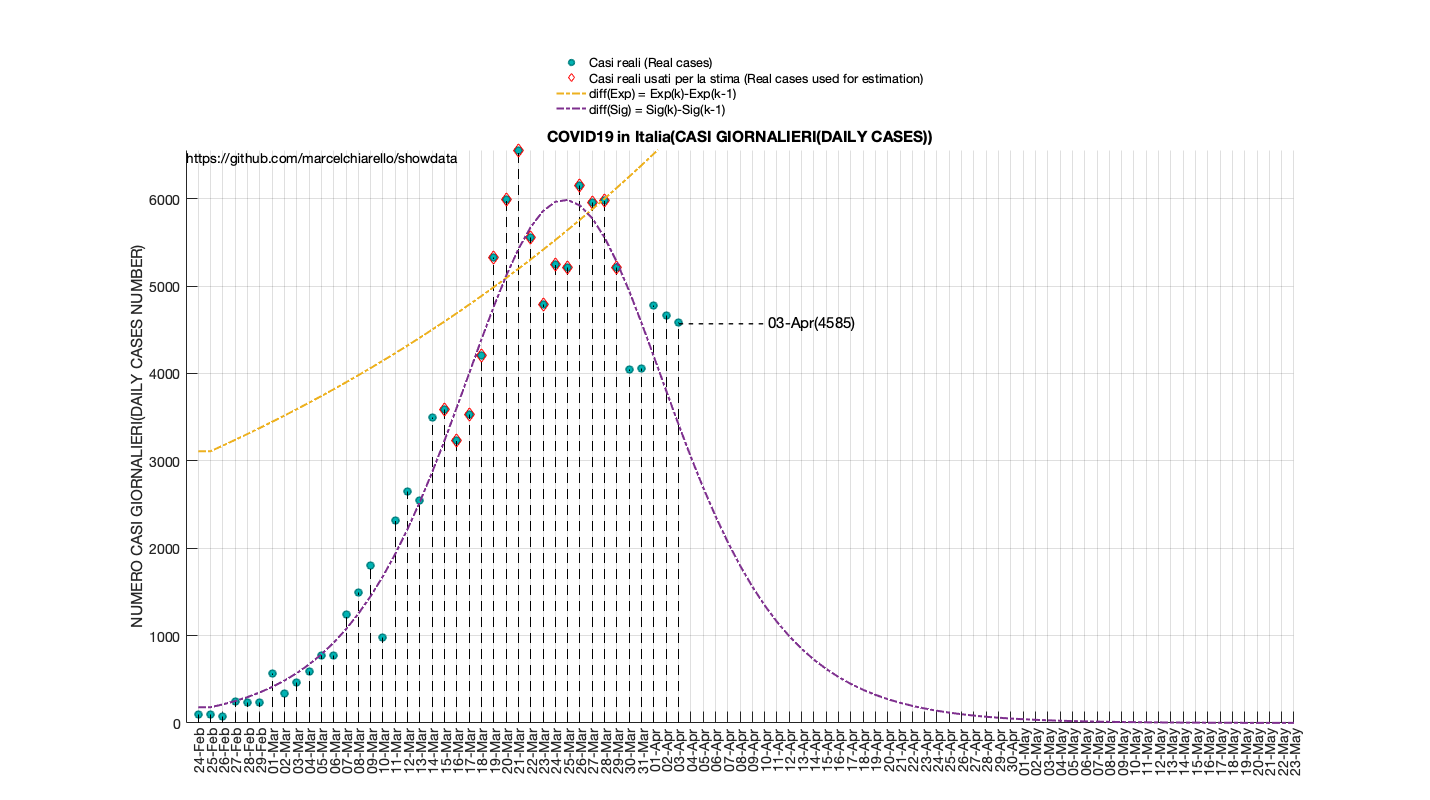 Casi reali (Real cases)
Casi reali usati per la stima (Real cases used for estimation)
diff(Exp) = Exp(k)-Exp(k-1)
diff(Sig) = Sig(k)-Sig(k-1)
COVID19 in Italia(CASI GIORNALIERI(DAILY CASES))
https://github.com/marcelchiarello/showdata
NUMERO CASI GIORNALIERI(DAILY CASES NUMBER)
6000
5000
4000
3000
2000
1000
0
03-Apr(4585)
24-Feb
25-Feb
26-Feb
27-Feb
28-Feb
29-Feb
01-Mar
02-Mar
03-Mar
04-Mar
05-Mar
06-Mar
07-Mar
08-Mar
09-Mar
10-Mar
11-Mar
12-Mar
13-Mar
14-Mar
15-Mar
16-Mar
17-Mar
18-Mar
19-Mar
20-Mar
21-Mar
22-Mar
23-Mar
24-Mar
25-Mar
26-Mar
27-Mar
28-Mar
29-Mar
30-Mar
31-Mar
01-Apr
02-Apr
03-Apr
04-Apr
05-Apr
06-Apr
07-Apr
08-Apr
09-Apr
10-Apr
11-Apr
12-Apr
13-Apr
14-Apr
15-Apr
16-Apr
17-Apr
18-Apr
19-Apr
20-Apr
21-Apr
22-Apr
23-Apr
24-Apr
25-Apr
26-Apr
27-Apr
28-Apr
29-Apr
30-Apr
01-May
02-May
03-May
04-May
05-May
06-May
07-May
08-May
09-May
10-May
11-May
12-May
13-May
14-May
15-May
16-May
17-May
18-May
19-May
20-May
21-May
22-May
23-May